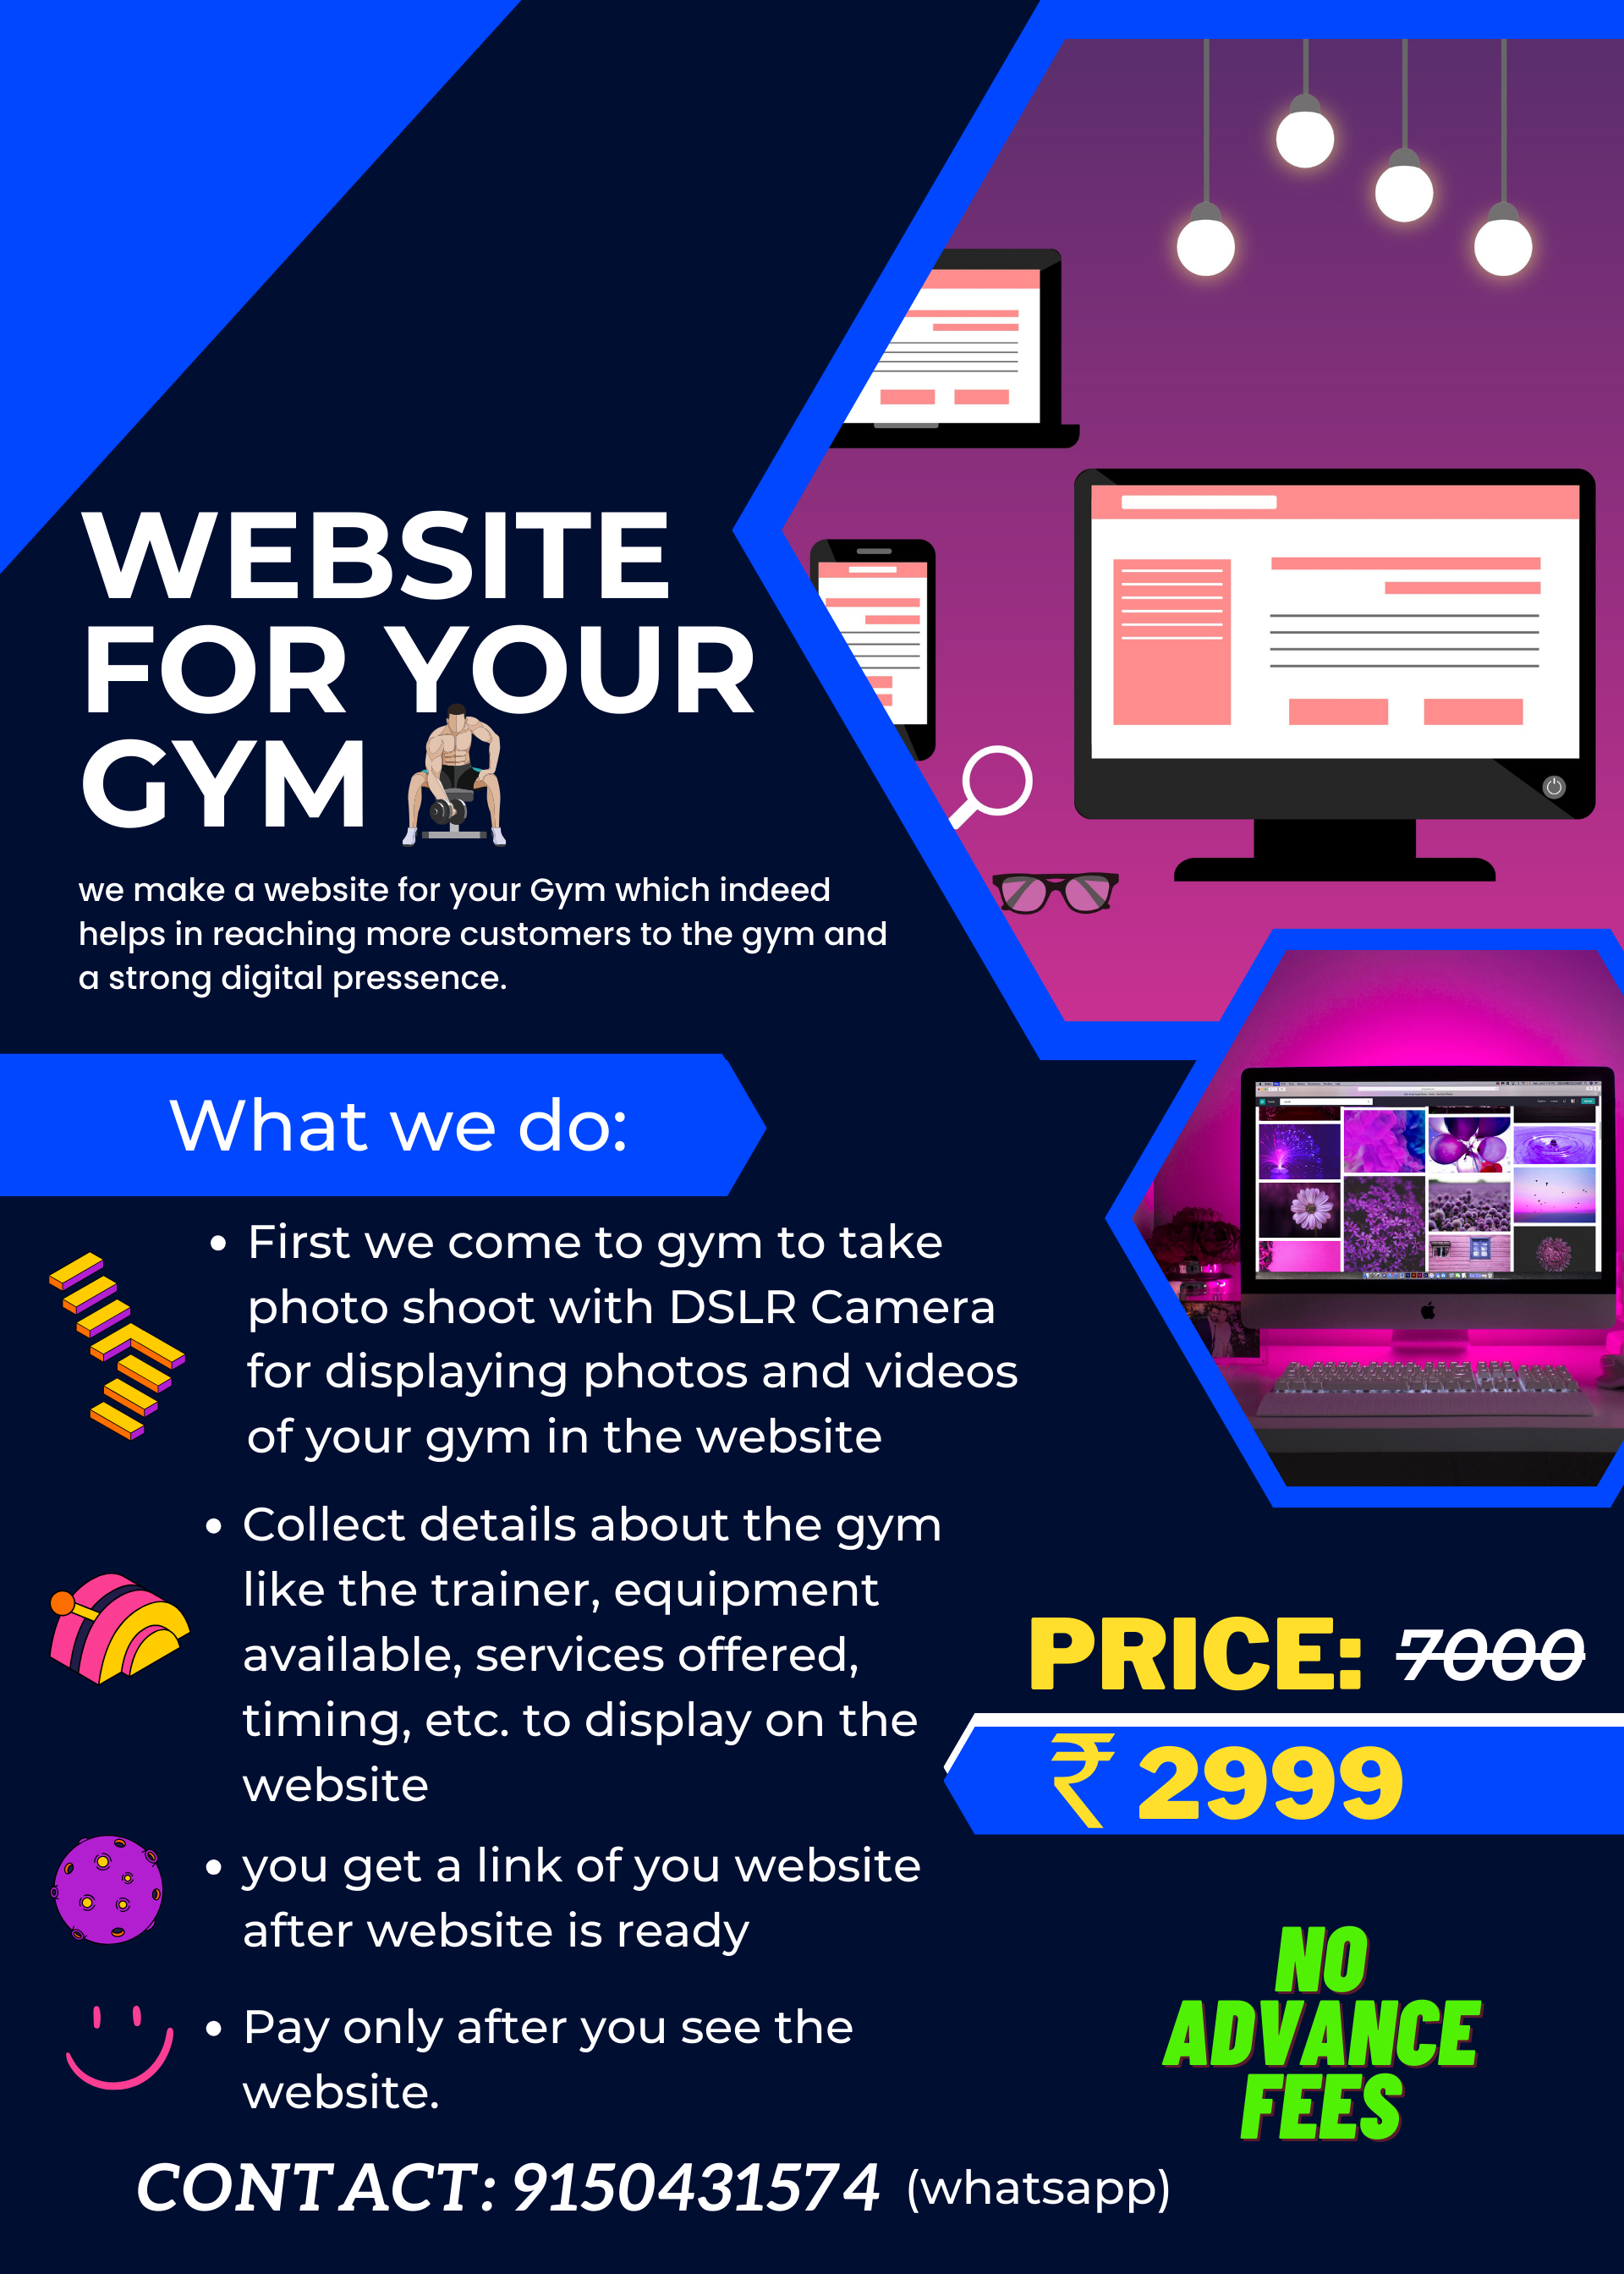 WEBSITE
FOR YOUR
GYM
we make a website for your Gym which indeed
helps in reaching more customers to the gym and
a strong digital pressence.
What we do:
• First we come to gym to take
photo shoot with DSLR Camera
for displaying photos and videos
of your gym in the website
• Collect details about the gym
like the trainer, equipment
available, services offered,
timing, etc. to display on the
website
• you get a link of you website
after website is ready
• Pay only after you see the
website.
PRICE: 7000
₹ 2999
NO
ADVANCE
FEES
CONTACT: 9150431574 (whatsapp)